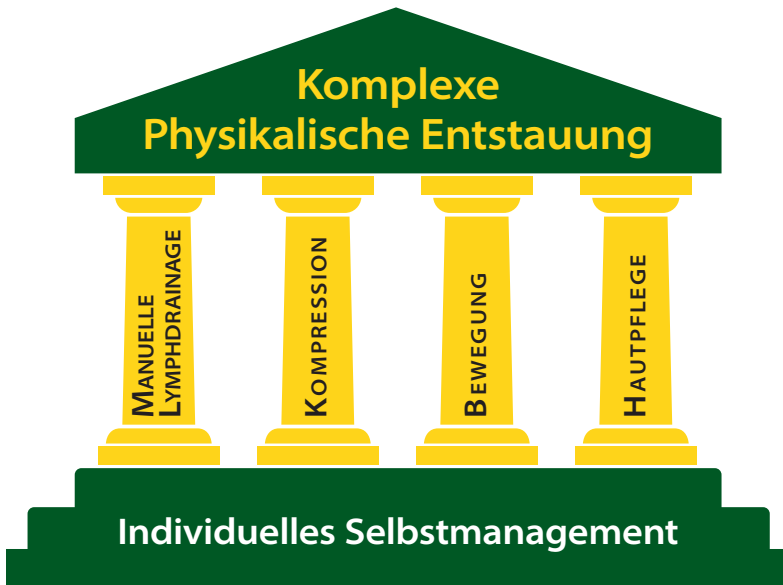 Komplexe
Physikalische Entstauung
MANUELLE
LYMPHDRAINAGE
KOMPRESSION
BEWEGUNG
HAUTPFLEGE
Individuelles Selbstmanagement